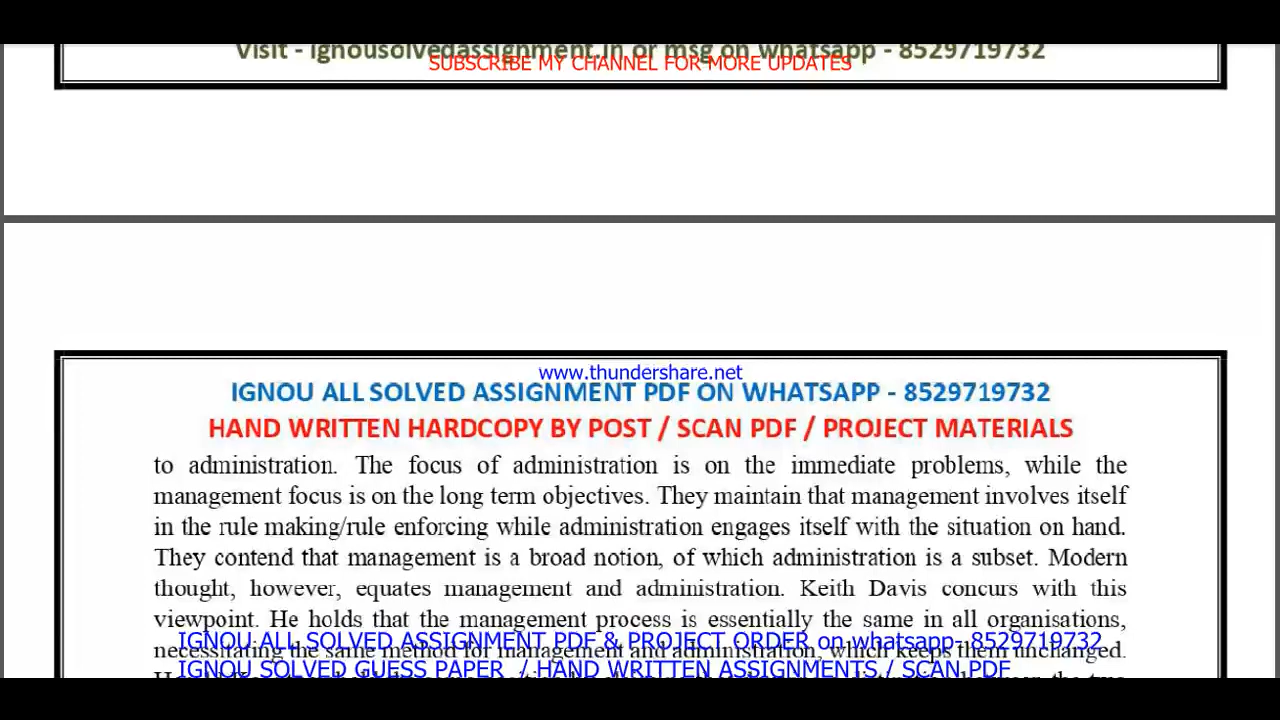 Visit - ignousolvedassignment.in or msg on whatsapp - 8529719732
SUBSCRIBE MY CHANNEL FOR MORE UPDATES
www.thundershare.net
IGNOU ALL SOLVED ASSIGNMENT PDF ON WHATSAPP - 8529719732
HAND WRITTEN HARDCOPY BY POST / SCAN PDF / PROJECT MATERIALS
to administration. The focus of administration is on the immediate problems, while the
management focus is on the long term objectives. They maintain that management involves itself
in the rule making/rule enforcing while administration engages itself with the situation on hand.
They contend that management is a broad notion, of which administration is a subset. Modern
thought, however, equates management and administration. Keith Davis concurs with this
viewpoint. He holds that the management process is essentially the same in all organisations,
IGNOU ALL SOLVED ASSIGNMENT PDF & PROJECT ORDER on whatsapp- 8529719732
necessitating the same method for management and administration, which keeps them unchanged.
IGNOU SOLVED GUESS PAPER / HAND WRITTEN ASSIGNMENTS / SCAN PDF